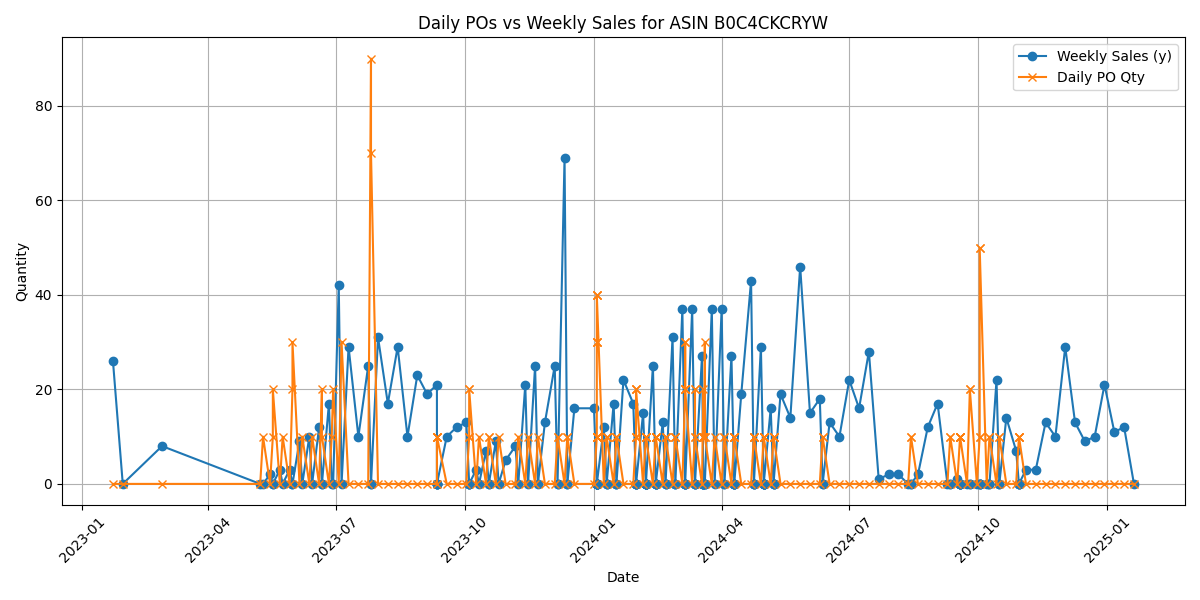 Daily POs vs Weekly Sales for ASIN B0C4CKCRYW
Weekly Sales (y)
Daily PO Qty
Quantity
80
60
40
20
0
2023-01
2023-04
2023-07
2023-10
2024-01
2024-04
2024-07
2024-10
2025-01
Date